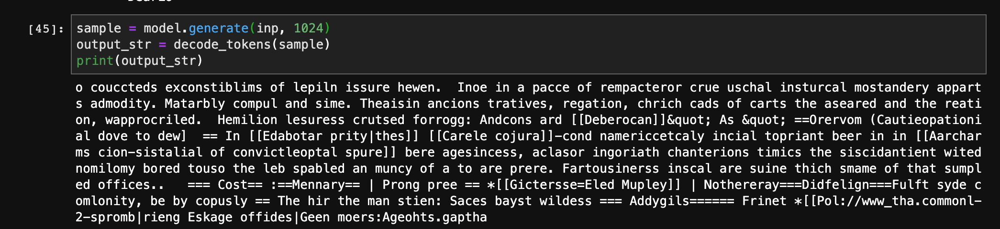 [45]:
sample = model.generate(inp, 1024)
output_str = decode_tokens(sample)
print(output_str)
o couccteds exconstiblims of lepiln issure hewen.  Inoe in a pacce of rempacteror crue uschal insturcal mostandery appart
s admodity. Matarbly compul and sime. Theaisin ancions tratives, regation, chrich cads of carts the aseared and the reati
on, wapprocriled.  Hemilion lesuress crutsed forrogg: Andcons ard [[Deberocan]]&quot; As &quot; ==Orervom (Cautieopationi
al dove to dew]  == In [[Edabotar prity|thes]] [[Carele cojura]]-cond namericcetcaly incial topriant beer in in [[Aarchar
ms cion-sistalial of convictleoptal spure]] bere agesincess, aclasor ingoriath chanterions timics the siscidantient wited
nomilomy bored touso the leb spabled an muncy of a to are prere. Fartousinerss inscal are suine thich smame of that sumpl
ed offices..   === Cost== :==Mennary== | Prong pree == *[[Gictersse=Eled Mupley]] | Nothereray===Didfelign===Fulft syde c
omlonity, be by copusly == The hir the man stien: Saces bayst wildess === Addygils====== Frinet *[[Pol://www_tha.commonl-
2-spromb|rieng Eskage offides|Geen moers:Ageohts.gaptha